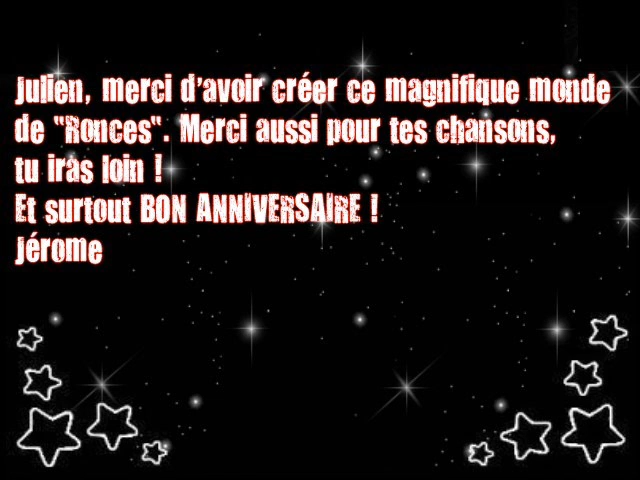 Julien, merci d'avoir créer ce magnifique monde
de "Ronces". Merci aussi pour tes chansons,
tu iras loin !
Et surtout BON ANNIVERSAIRE !
Jérome